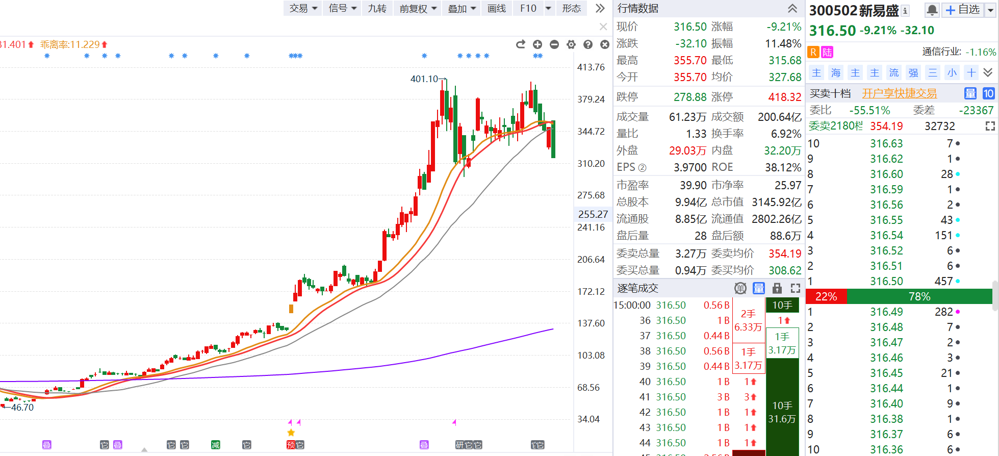 交易 信号 九转 前复权 叠加 画线 F10 形态
31.401 乖离率:11.229
401.10→
←46.70
413.76
379.24
344.72
310.20
275.68
255.27
241.16
206.64
172.12
137.60
103.08
68.56
34.04
叠 它 叠 它 它 减 它 预 它 叠 研 它 它 它
行情数据
现价 316.50 涨幅 -9.21%
涨跌 -32.10 振幅 11.48%
最高 355.70 最低 315.68
今开 355.70 均价 327.68
跌停 278.88 涨停 418.32
成交量 61.23万 成交额 200.64亿
量比 1.33 换手率 6.92%
外盘 29.03万 内盘 32.20万
EPS ② 3.9700 ROE 38.12%
市盈率 39.90 市净率 25.97
总股本 9.94亿 总市值 3145.92亿
流通股 8.85亿 流通值 2802.26亿
盘后量 28 盘后额 88.6万
委卖总量 3.27万 委卖均价 354.19
委买总量 0.94万 委买均价 308.62
逐笔成交 单 量
15:00:00 316.50 0.56 B
36 316.50 1 B
37 316.50 0.44 B
38 316.50 0.56 B
39 316.50 0.44 B
40 316.50 1 B 1
41 316.50 3 B 3
42 316.50 1 B 1
43 316.50 1 B 1
44 316.50 1 B 1
2手
6.33万
1手
3.17万
10手
1
1手
3.17万
10手
31.6万
300502 新易盛 自选
316.50 -9.21% -32.10
R 陆 通信行业: -1.16%
主 海 主 主 流 强 三 小 十
买卖十档 开户享快捷交易 量 10
委比 -55.51% 委差 -23367
委卖2180档 354.19 32732
10 316.63 7
9 316.62 1
8 316.60 28
7 316.59 1
6 316.56 2
5 316.55 43
4 316.54 151
3 316.52 6
2 316.51 6
1 316.50 457
22% 78%
1 316.49 282
2 316.48 7
3 316.47 2
4 316.46 3
5 316.45 21
6 316.44 1
7 316.40 9
8 316.38 1
9 316.37 6
10 316.36 6